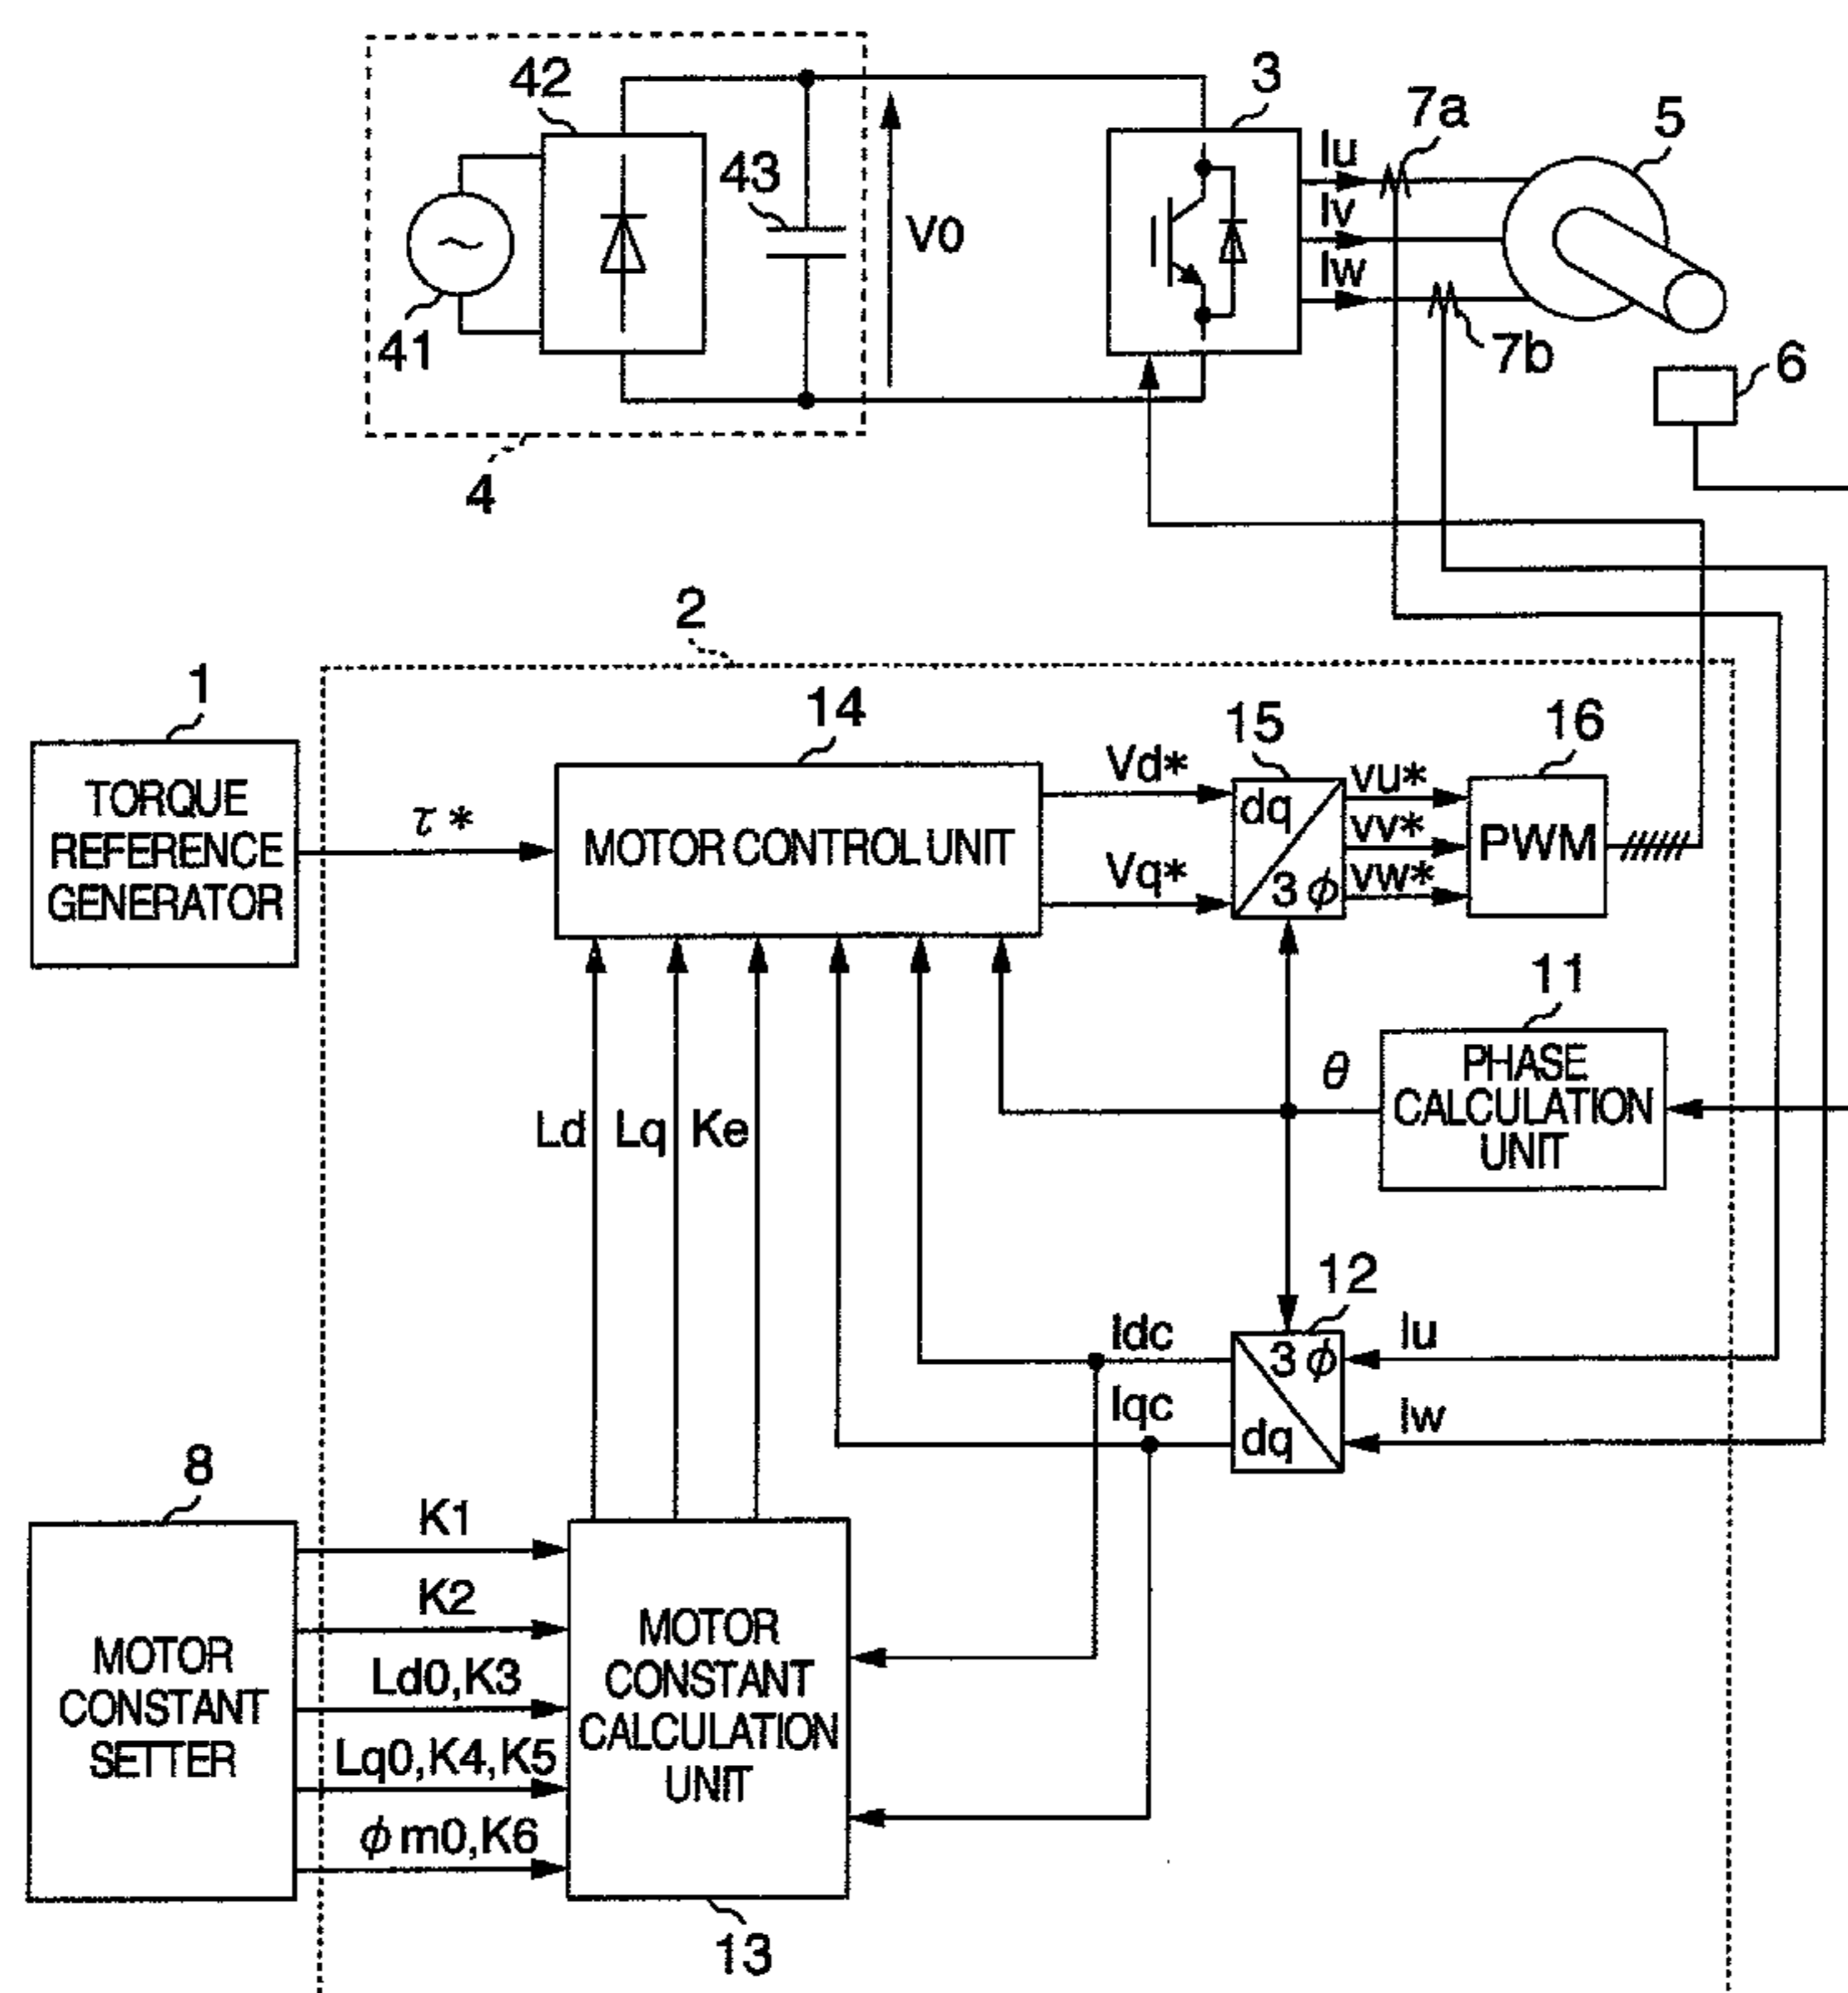 42
3
7a
5
43
Iu
V0
Iv
Iw
41
7b
6
4
2
1
14
15
16
TORQUE
REFERENCE
GENERATOR
τ*
MOTOR CONTROL UNIT
Vd*
Vq*
dq
3φ
vu*
vv*
vw*
PWM
11
Ld
Lq
Ke
θ
PHASE
CALCULATION
UNIT
12
Idc
Iqc
3φ
dq
Iu
Iw
8
K1
K2
Ld0,K3
Lq0,K4,K5
φm0,K6
MOTOR
CONSTANT
SETTER
MOTOR
CONSTANT
CALCULATION
UNIT
13